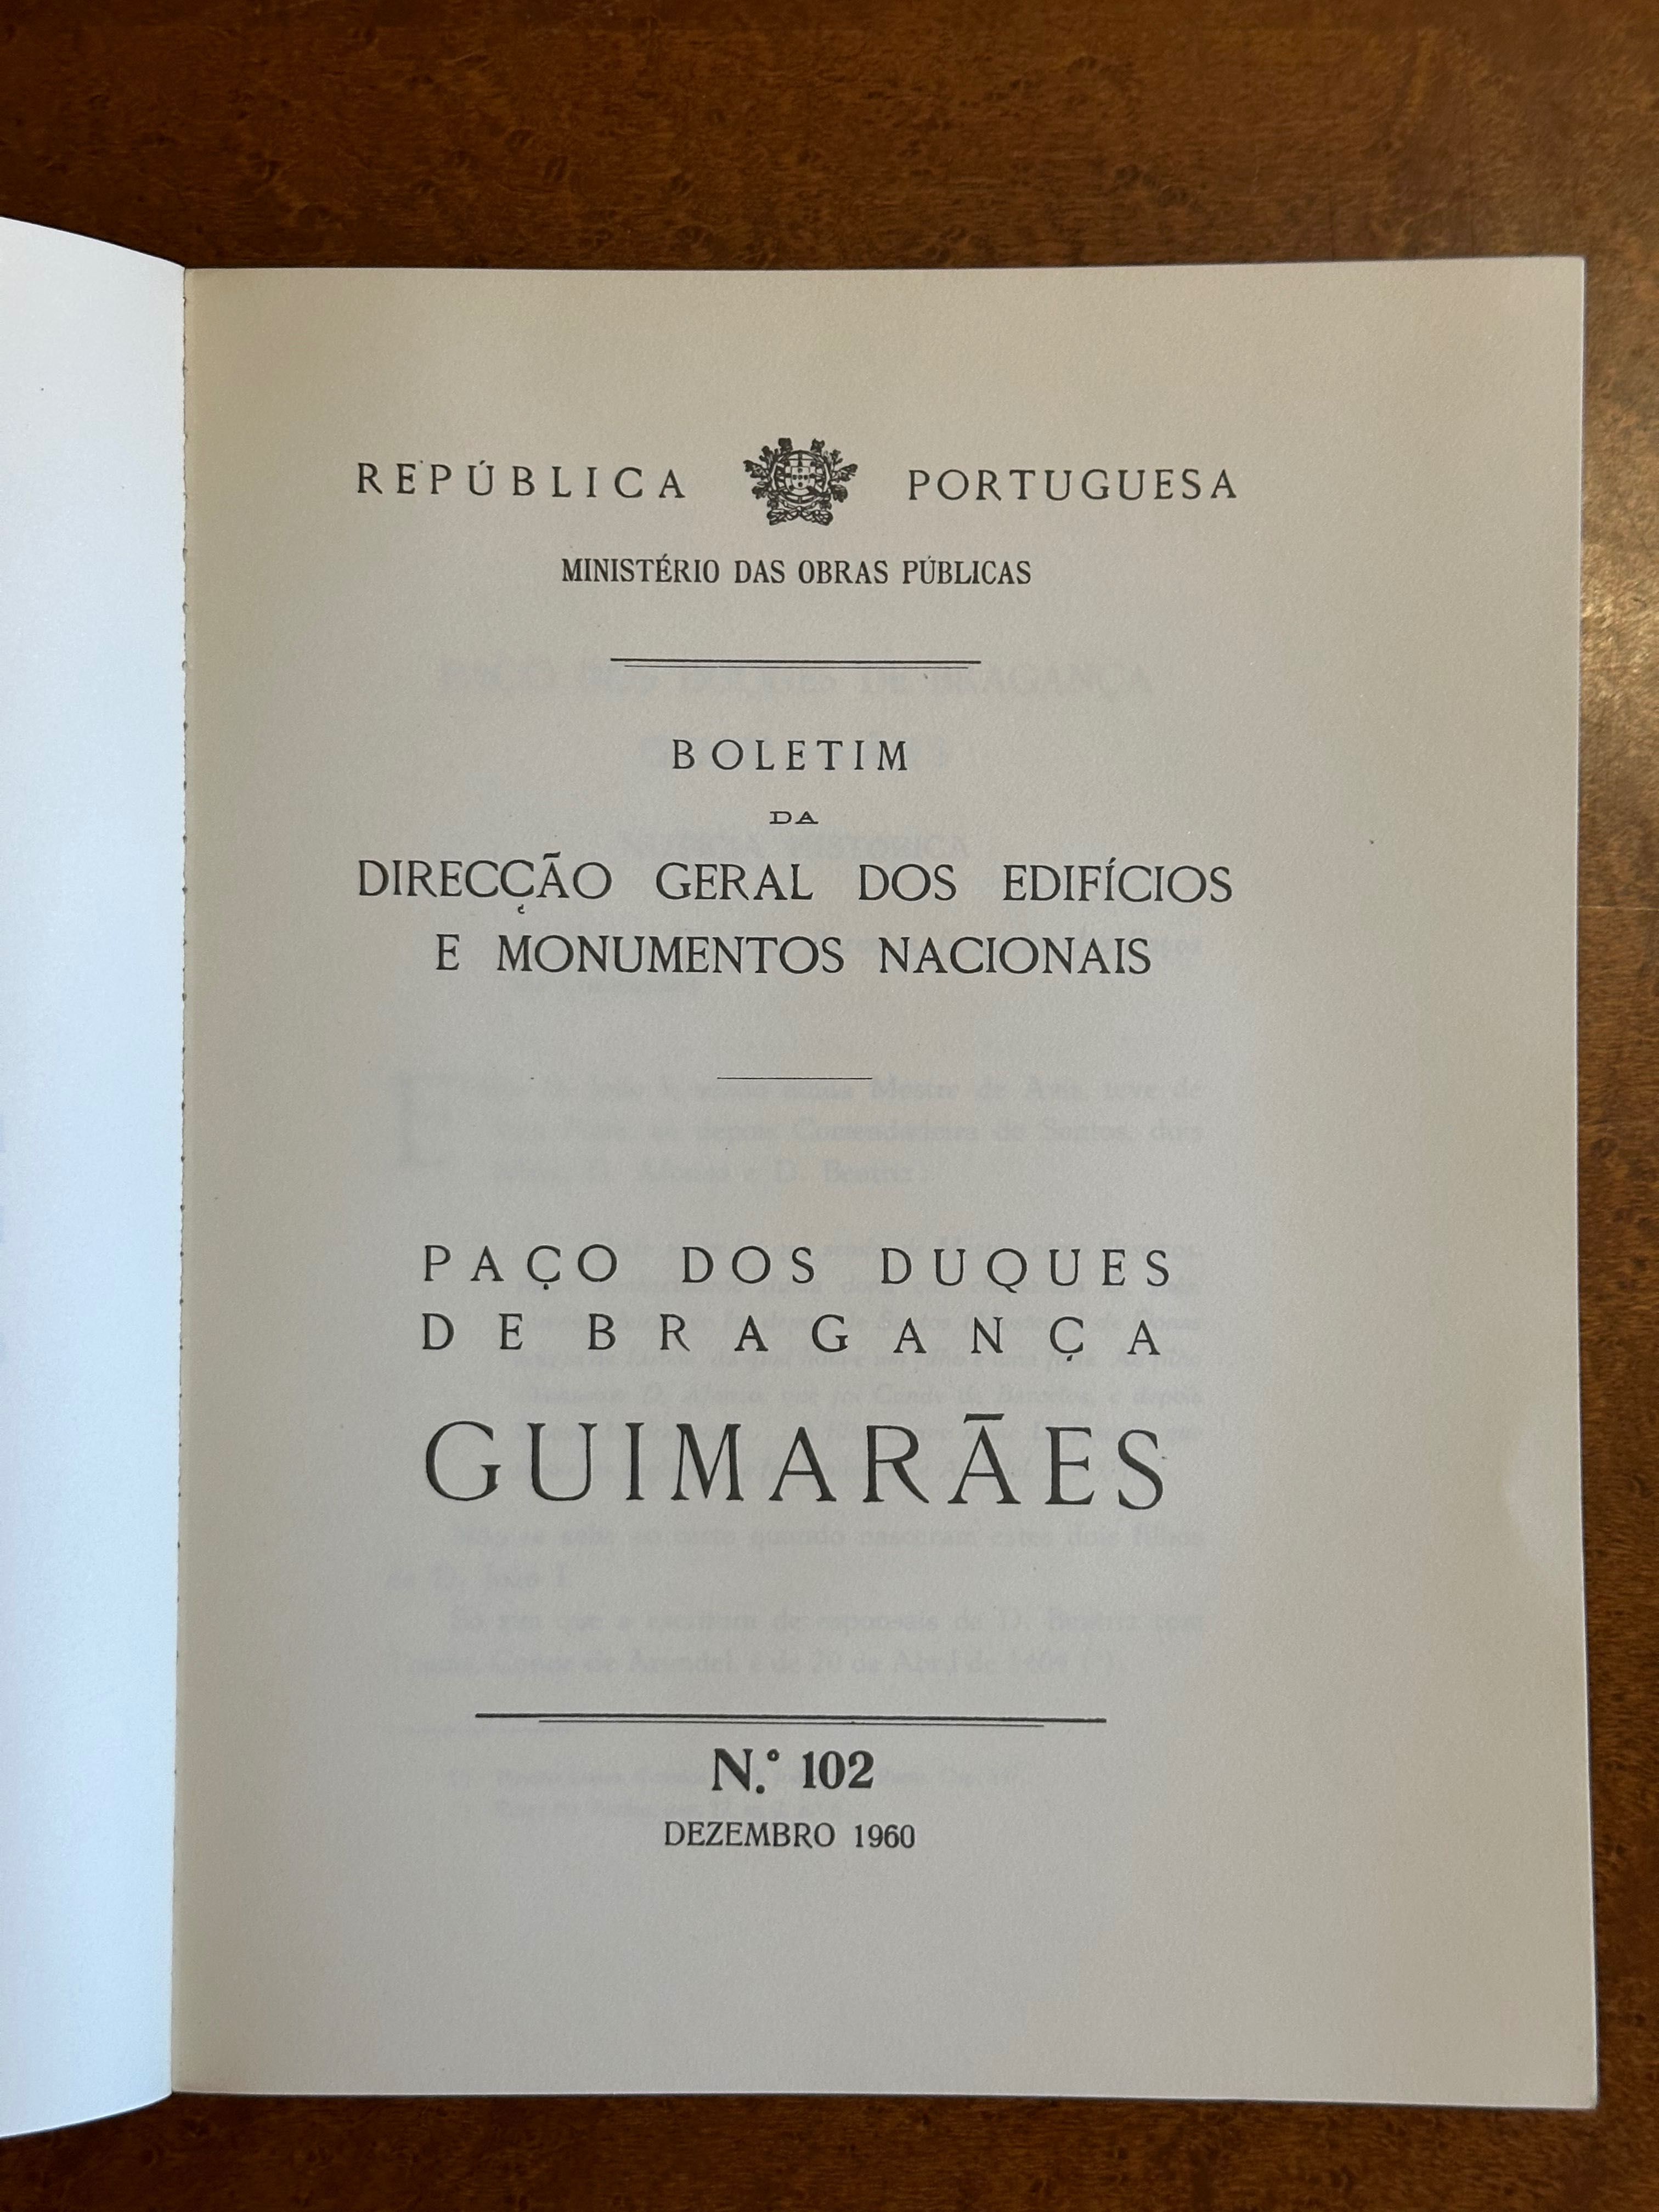 REPÚBLICA PORTUGUESA
MINISTÉRIO DAS OBRAS PÚBLICAS
BOLETIM
DA
DIRECÇÃO GERAL DOS EDIFÍCIOS
E MONUMENTOS NACIONAIS
PAÇO DOS DUQUES
DE BRAGANÇA
GUIMARÃES
N.º 102
DEZEMBRO 1960